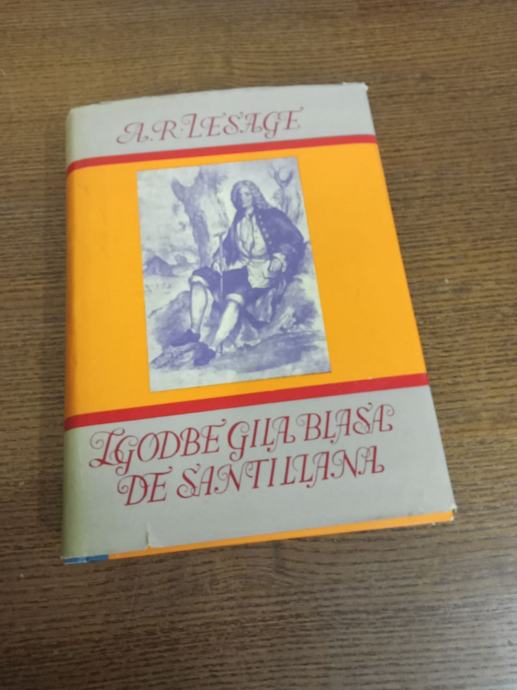 A.R.LESAGE
ZGODBE GILA BLASA
DE SANTILLANA